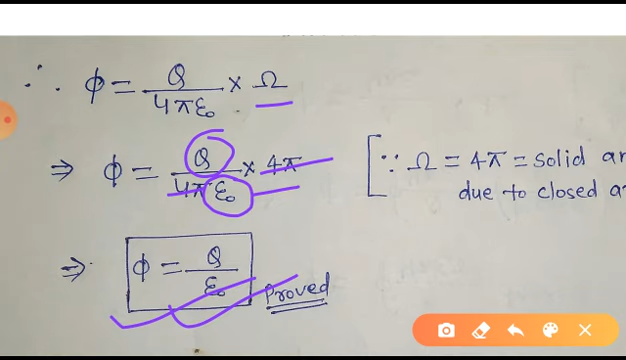 ∴ ϕ = Q / 4πε₀ × Ω
⇒ ϕ = Q / 4πε₀ × 4π [∵ Ω = 4π = solid
due to closed
⇒ ϕ = Q / ε₀ Proved